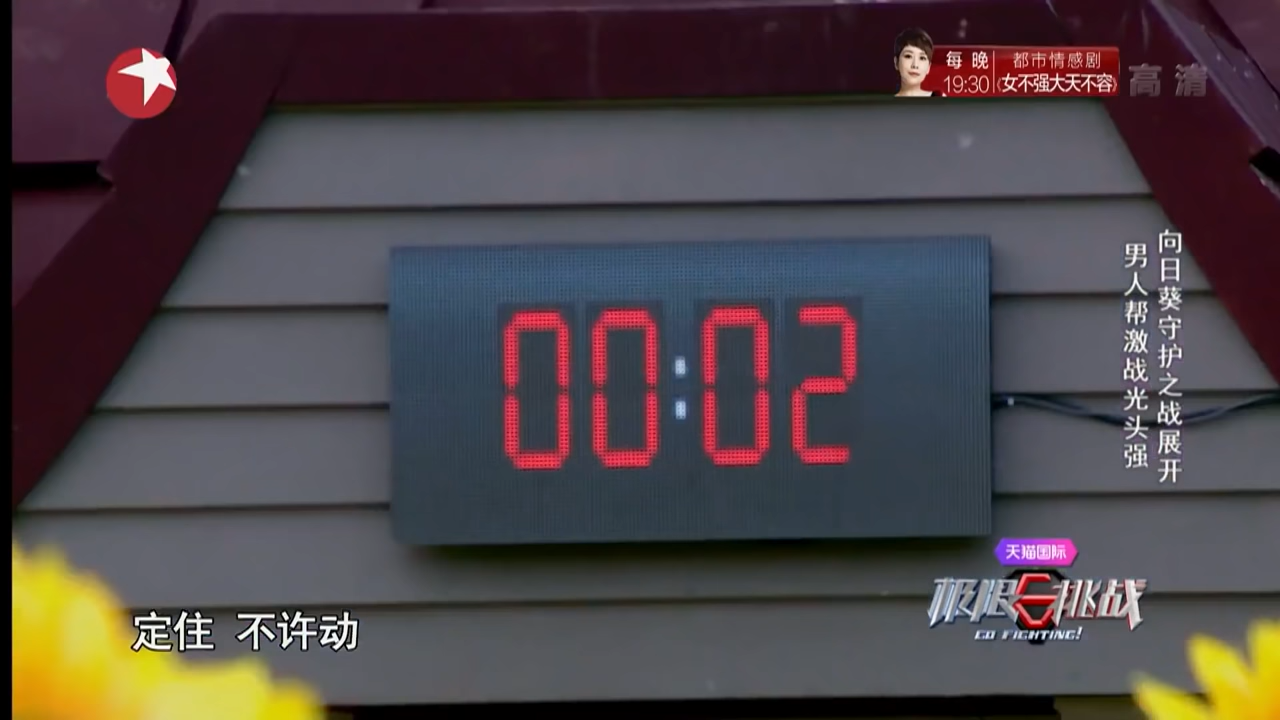 每晚
19:30
都市情感剧
《女不强大天不容》
高清
00:02
向日葵守护之战展开
男人帮激战光头强
天猫国际
极限挑战
GO FIGHTING!
定住 不许动